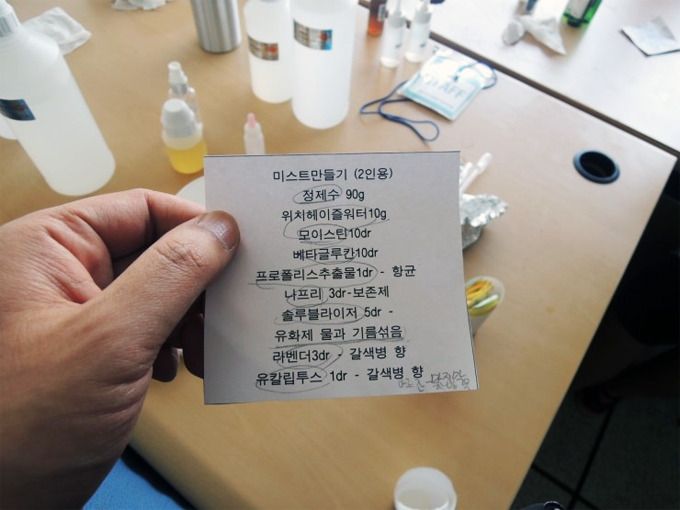 미스트만들기 (2인용)
정제수 90g
위치헤이즐워터10g
모이스틴10dr
베타글루칸10dr
프로폴리스추출물1dr - 항균
나프리 3dr-보존제
솔루블라이저 5dr -
유화제 물과 기름섞음
라벤더3dr - 갈색병 향
유칼립투스 1dr - 갈색병 향
STAFF